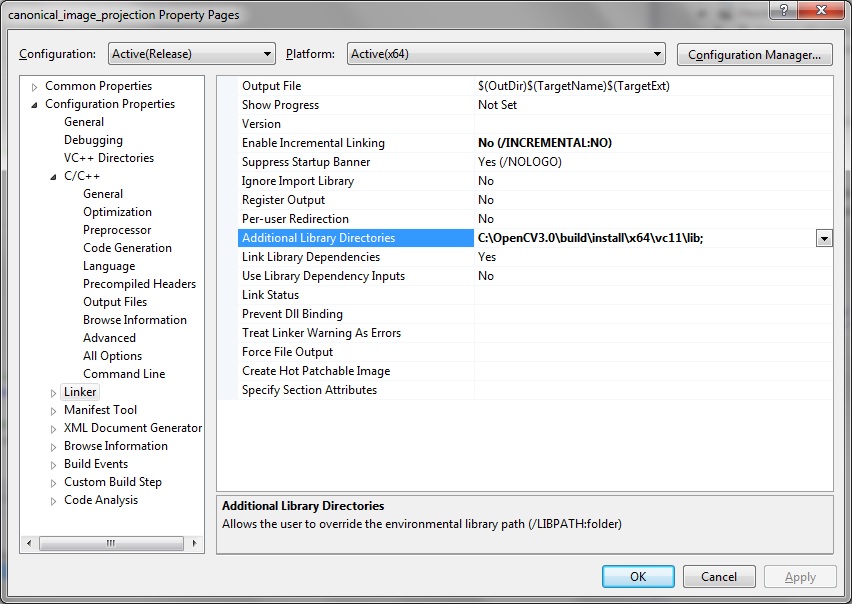 canonical_image_projection Property Pages
Configuration: Active(Release) Platform: Active(x64) Configuration Manager...
Common Properties
Configuration Properties
General
Debugging
VC++ Directories
C/C++
General
Optimization
Preprocessor
Code Generation
Language
Precompiled Headers
Output Files
Browse Information
Advanced
All Options
Command Line
Linker
Manifest Tool
XML Document Generator
Browse Information
Build Events
Custom Build Step
Code Analysis
Output File $(OutDir)$(TargetName)$(TargetExt)
Show Progress Not Set
Version
Enable Incremental Linking No (/INCREMENTAL:NO)
Suppress Startup Banner Yes (/NOLOGO)
Ignore Import Library No
Register Output No
Per-user Redirection No
Additional Library Directories C:\OpenCV3.0\build\install\x64\vc11\lib;
Link Library Dependencies Yes
Use Library Dependency Inputs No
Link Status
Prevent Dll Binding
Treat Linker Warning As Errors
Force File Output
Create Hot Patchable Image
Specify Section Attributes
Additional Library Directories
Allows the user to override the environmental library path (/LIBPATH:folder)
OK Cancel Apply